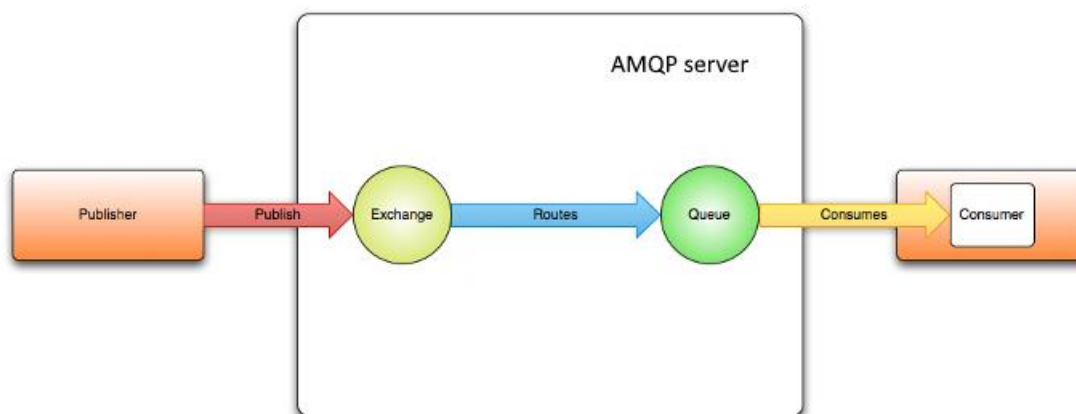 AMQP server
Publisher
Publish
Exchange
Routes
Queue
Consumes
Consumer